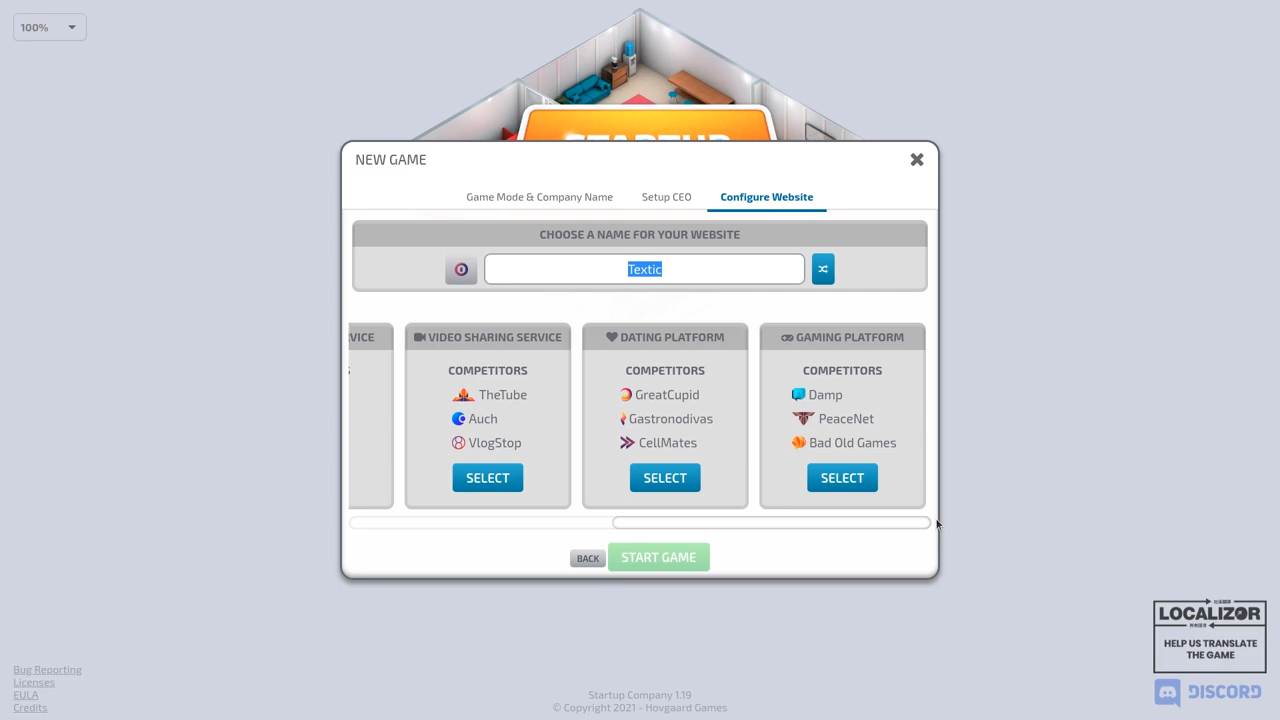 100%
NEW GAME
Game Mode & Company Name
Setup CEO
Configure Website
CHOOSE A NAME FOR YOUR WEBSITE
Textic
VICE
VIDEO SHARING SERVICE
COMPETITORS
TheTube
Auch
VlogStop
SELECT
DATING PLATFORM
COMPETITORS
GreatCupid
Gastronodivas
CellMates
SELECT
GAMING PLATFORM
COMPETITORS
Damp
PeaceNet
Bad Old Games
SELECT
BACK
START GAME
LOCALIZOR
HELP US TRANSLATE
THE GAME
DISCORD
Bug Reporting
Licenses
EULA
Credits
Startup Company 1.19
© Copyright 2021 - Hovgaard Games